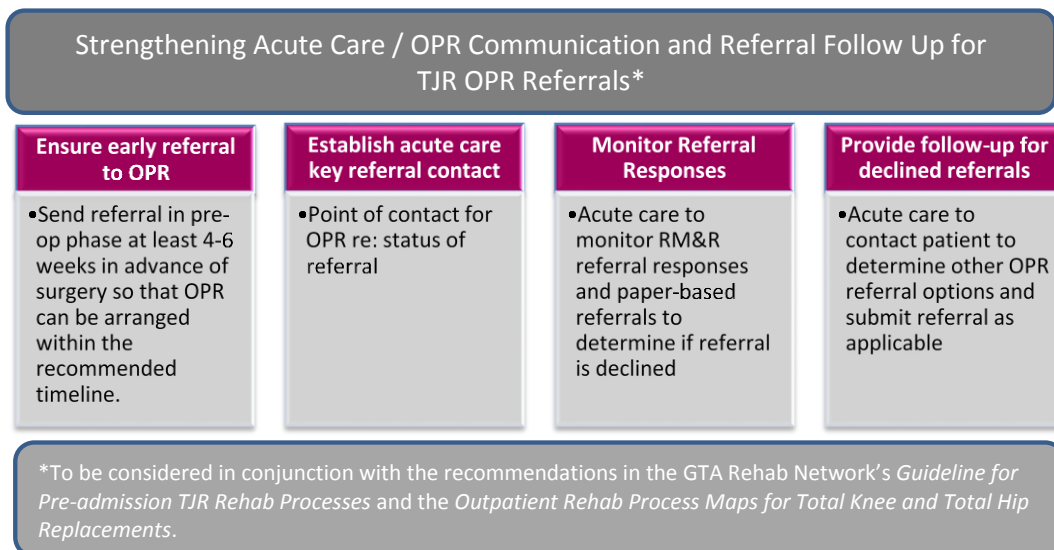 Strengthening Acute Care / OPR Communication and Referral Follow Up for
TJR OPR Referrals*
Ensure early referral
to OPR
•Send referral in pre-
op phase at least 4-6
weeks in advance of
surgery so that OPR
can be arranged
within the
recommended
timeline.
Establish acute care
key referral contact
•Point of contact for
OPR re: status of
referral
Monitor Referral
Responses
•Acute care to
monitor RM&R
referral responses
and paper-based
referrals to
determine if referral
is declined
Provide follow-up for
declined referrals
•Acute care to
contact patient to
determine other OPR
referral options and
submit referral as
applicable
*To be considered in conjunction with the recommendations in the GTA Rehab Network’s Guideline for
Pre-admission TJR Rehab Processes and the Outpatient Rehab Process Maps for Total Knee and Total Hip
Replacements.